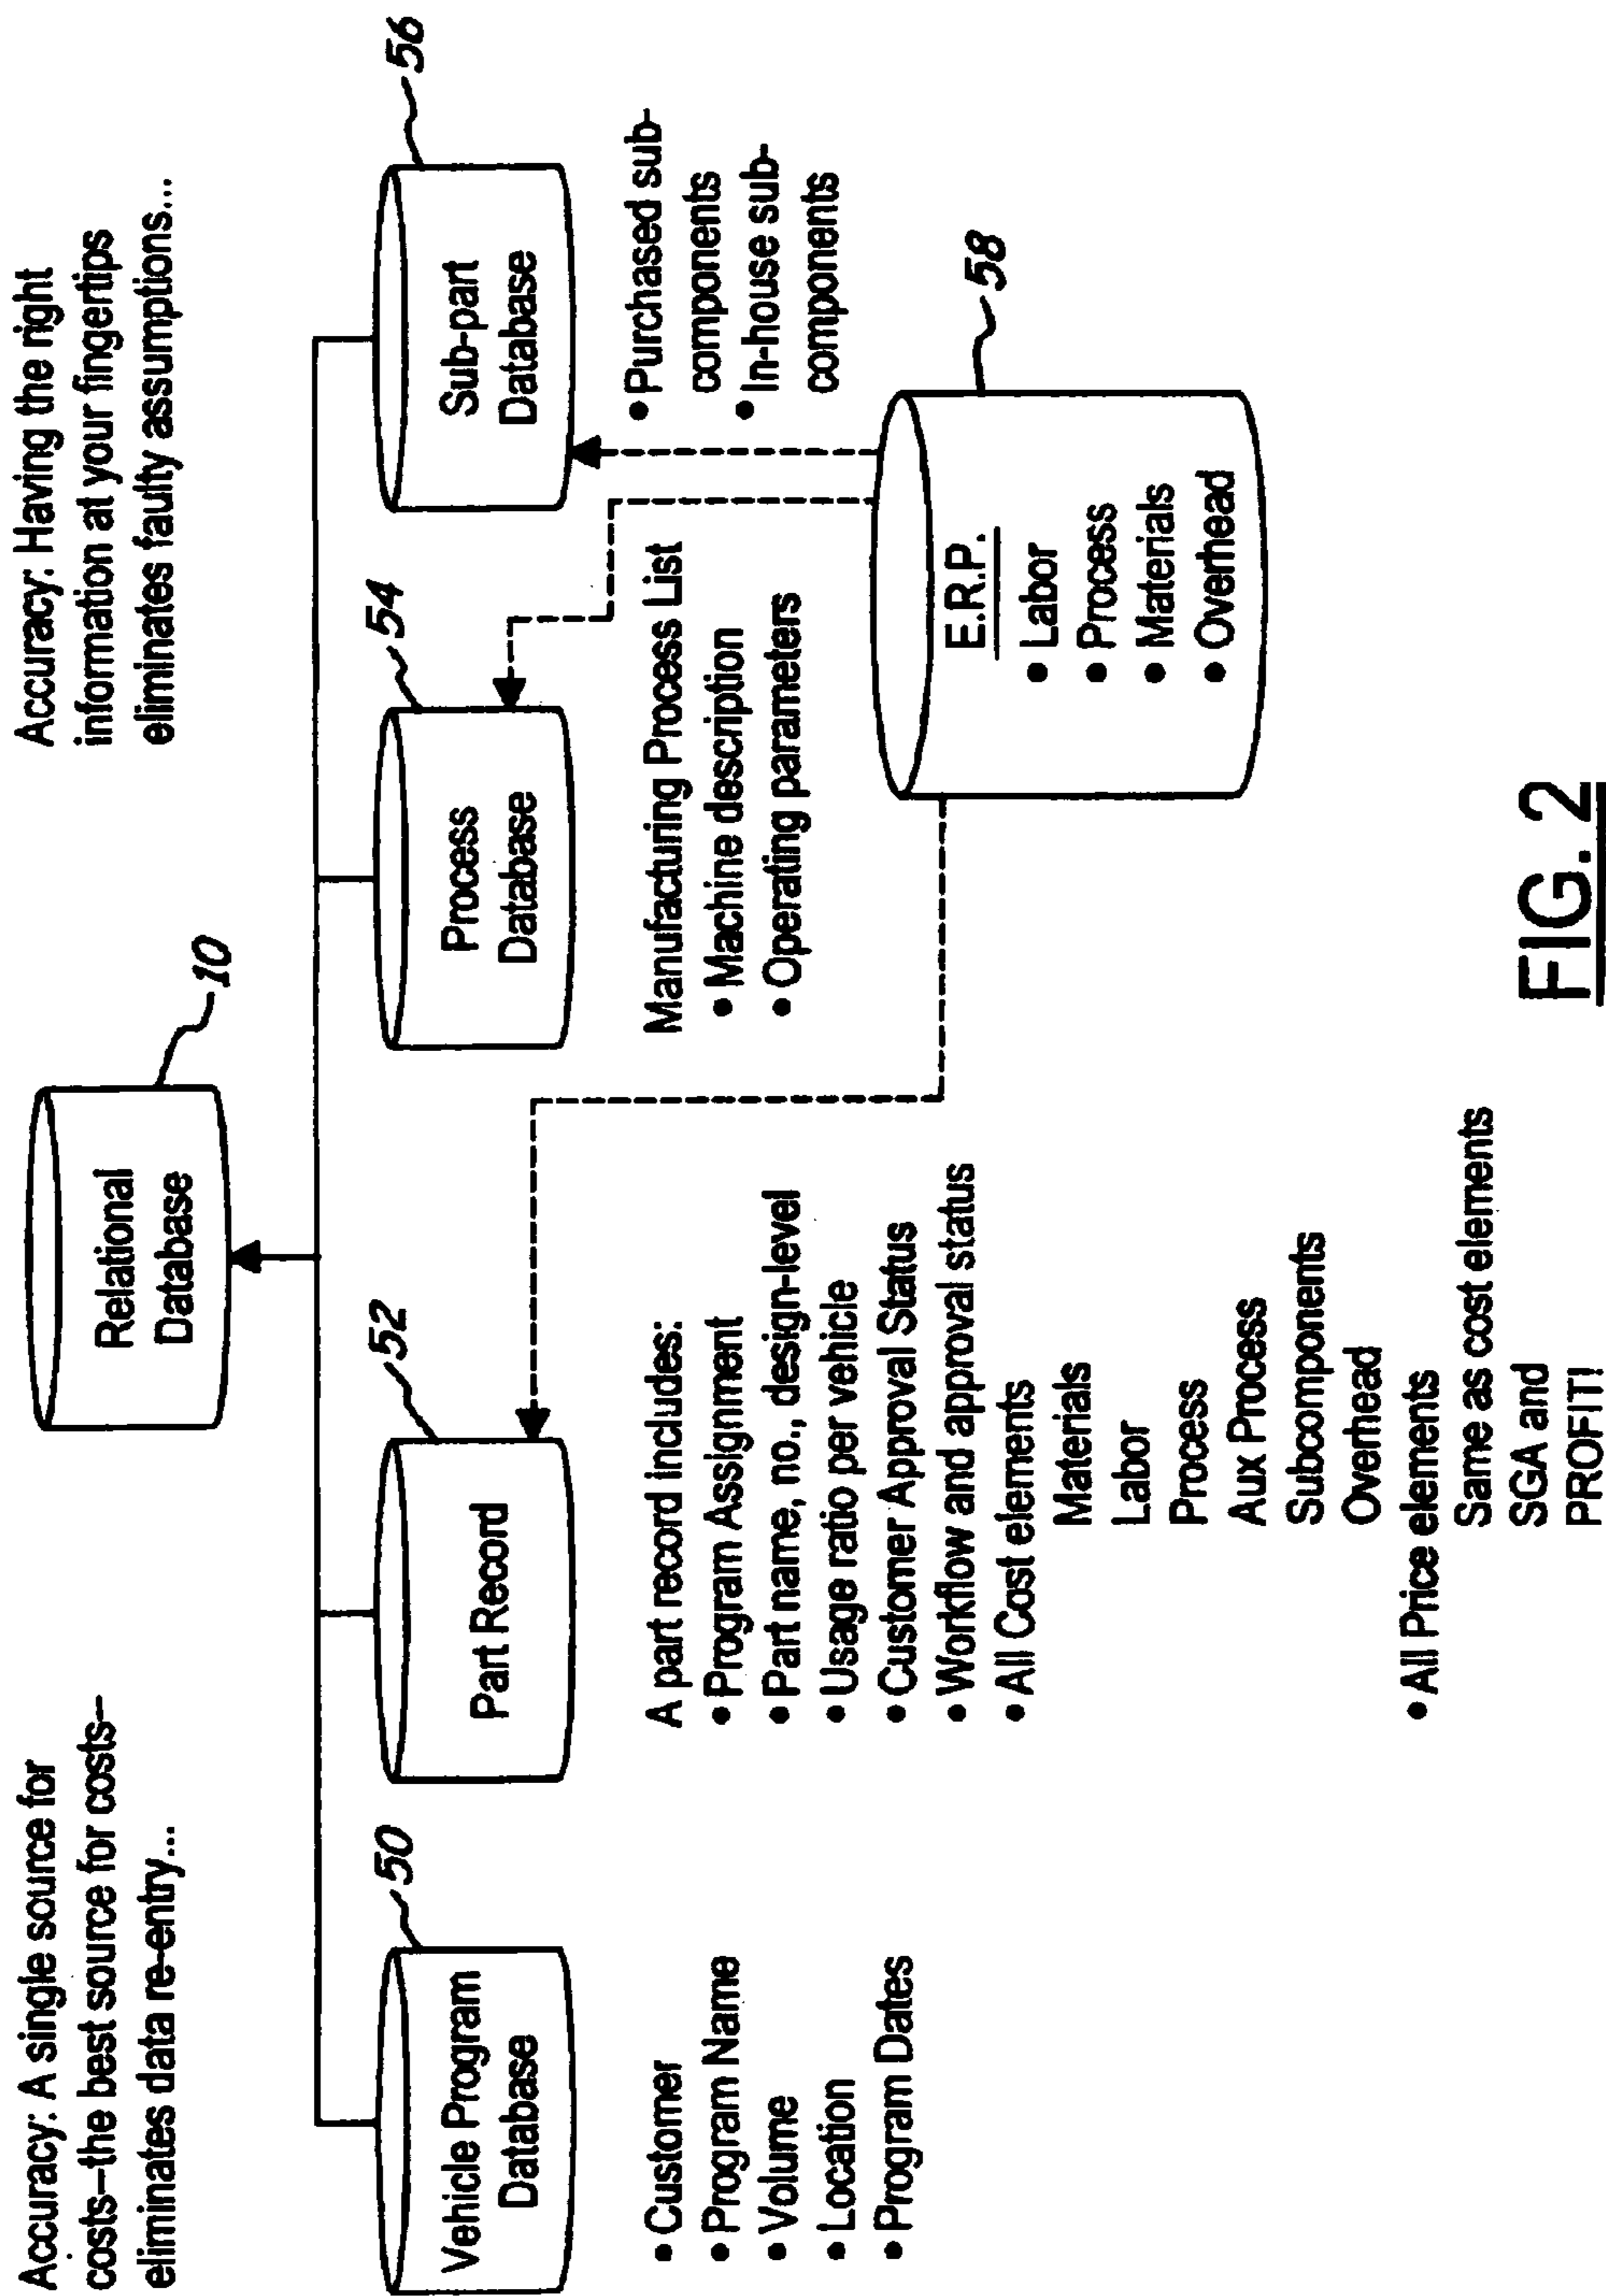 Accuracy: A single source for
costs–the best source for costs–
eliminates data re-entry...
Accuracy: Having the right
information at your fingertips
eliminates faulty assumptions...
Relational
Database
10
Vehicle Program
Database
50
Part Record
52
Process
Database
54
Sub-part
Database
56
• Customer
• Program Name
• Volume
• Location
• Program Dates
A part record includes:
• Program Assignment
• Part name, no., design-level
• Usage ratio per vehicle
• Customer Approval Status
• Workflow and approval status
• All Cost elements
Materials
Labor
Process
Aux Process
Subcomponents
Overhead
• All Price elements
Same as cost elements
SGA and
PROFIT!
Manufacturing Process List
• Machine description
• Operating parameters
• Purchased sub-
components
• In-house sub-
components
E.R.P.
• Labor
• Process
• Materials
• Overhead
58
FIG. 2